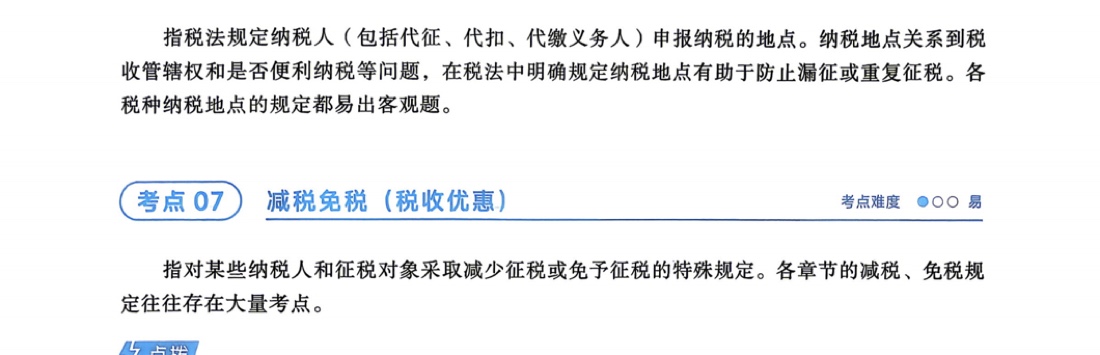 指税法规定纳税人（包括代征、代扣、代缴义务人）申报纳税的地点。纳税地点关系到税
收管辖权和是否便利纳税等问题，在税法中明确规定纳税地点有助于防止漏征或重复征税。各
税种纳税地点的规定都易出客观题。
考点 07 减税免税（税收优惠） 考点难度 易
指对某些纳税人和征税对象采取减少征税或免予征税的特殊规定。各章节的减税、免税规
定往往存在大量考点。
点拨